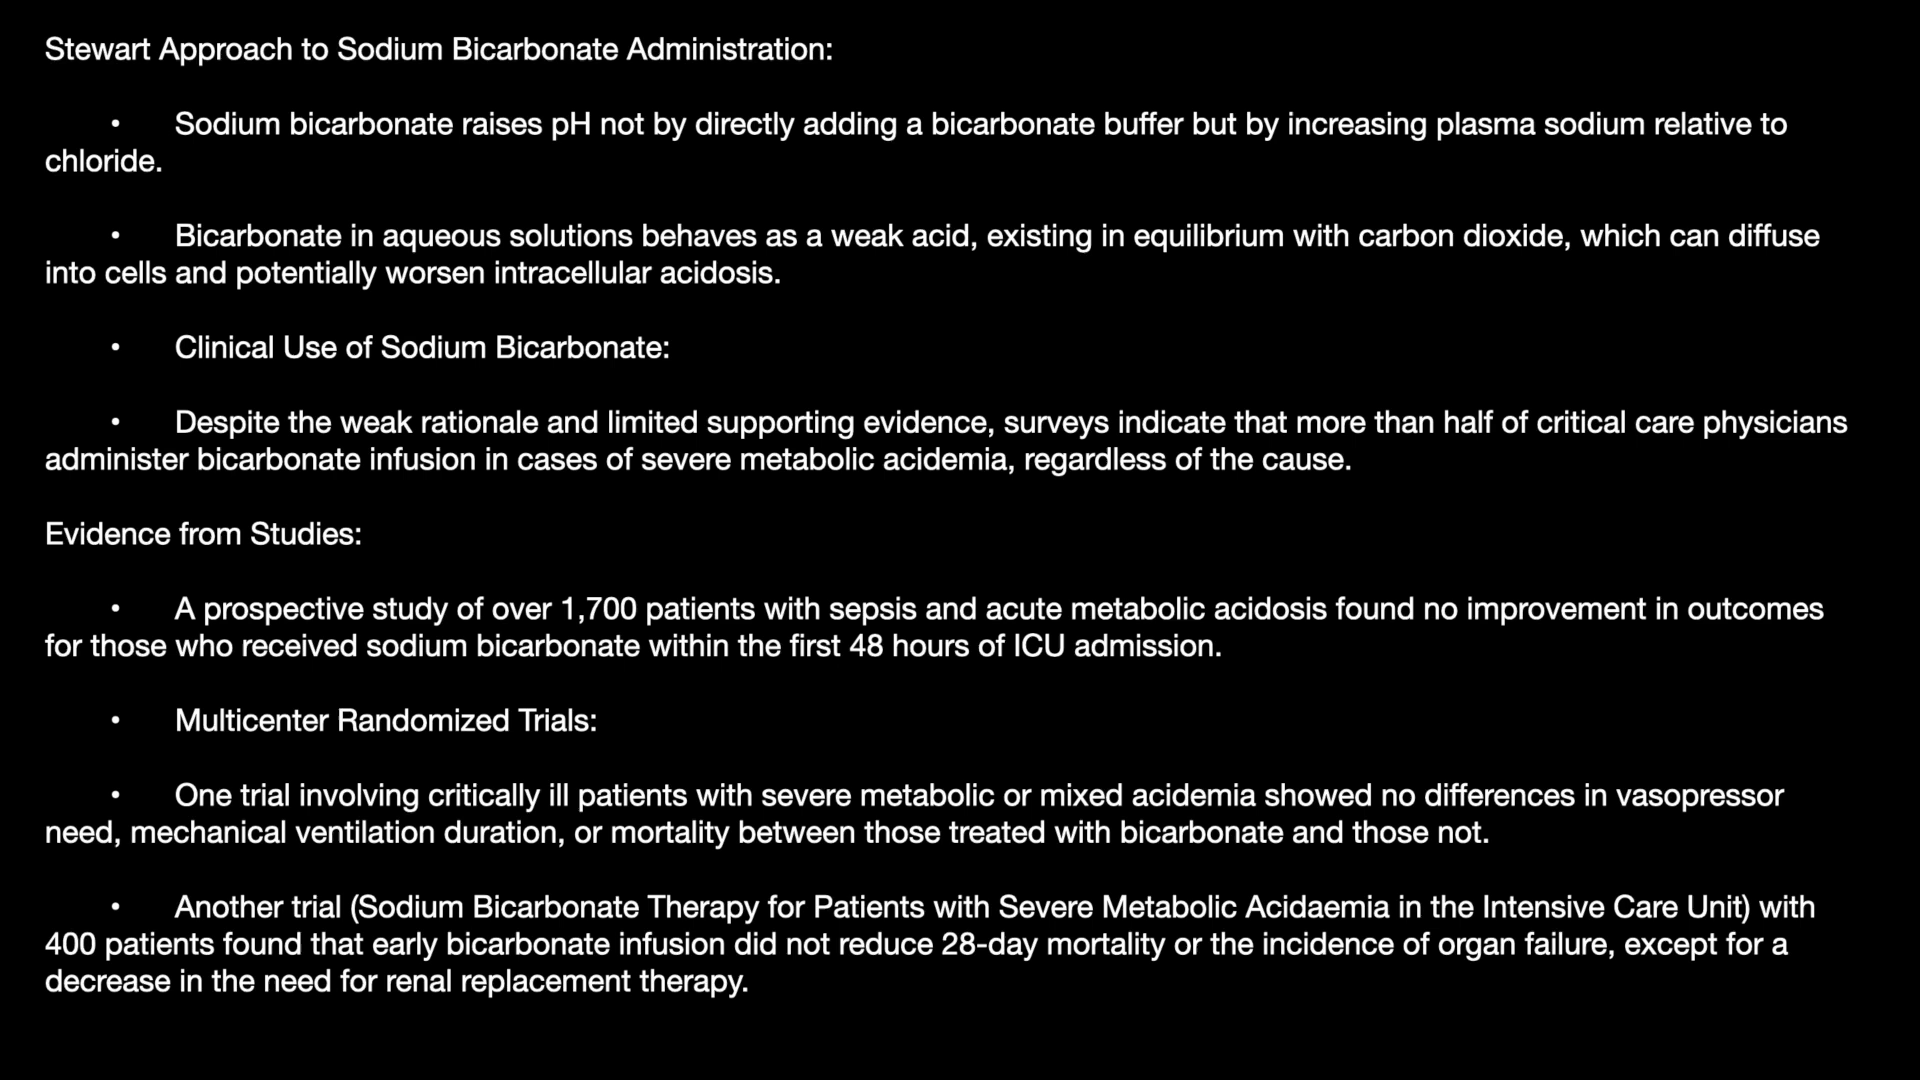 Stewart Approach to Sodium Bicarbonate Administration:
• Sodium bicarbonate raises pH not by directly adding a bicarbonate buffer but by increasing plasma sodium relative to
chloride.
• Bicarbonate in aqueous solutions behaves as a weak acid, existing in equilibrium with carbon dioxide, which can diffuse
into cells and potentially worsen intracellular acidosis.
• Clinical Use of Sodium Bicarbonate:
• Despite the weak rationale and limited supporting evidence, surveys indicate that more than half of critical care physicians
administer bicarbonate infusion in cases of severe metabolic acidemia, regardless of the cause.
Evidence from Studies:
• A prospective study of over 1,700 patients with sepsis and acute metabolic acidosis found no improvement in outcomes
for those who received sodium bicarbonate within the first 48 hours of ICU admission.
• Multicenter Randomized Trials:
• One trial involving critically ill patients with severe metabolic or mixed acidemia showed no differences in vasopressor
need, mechanical ventilation duration, or mortality between those treated with bicarbonate and those not.
• Another trial (Sodium Bicarbonate Therapy for Patients with Severe Metabolic Acidaemia in the Intensive Care Unit) with
400 patients found that early bicarbonate infusion did not reduce 28-day mortality or the incidence of organ failure, except for a
decrease in the need for renal replacement therapy.